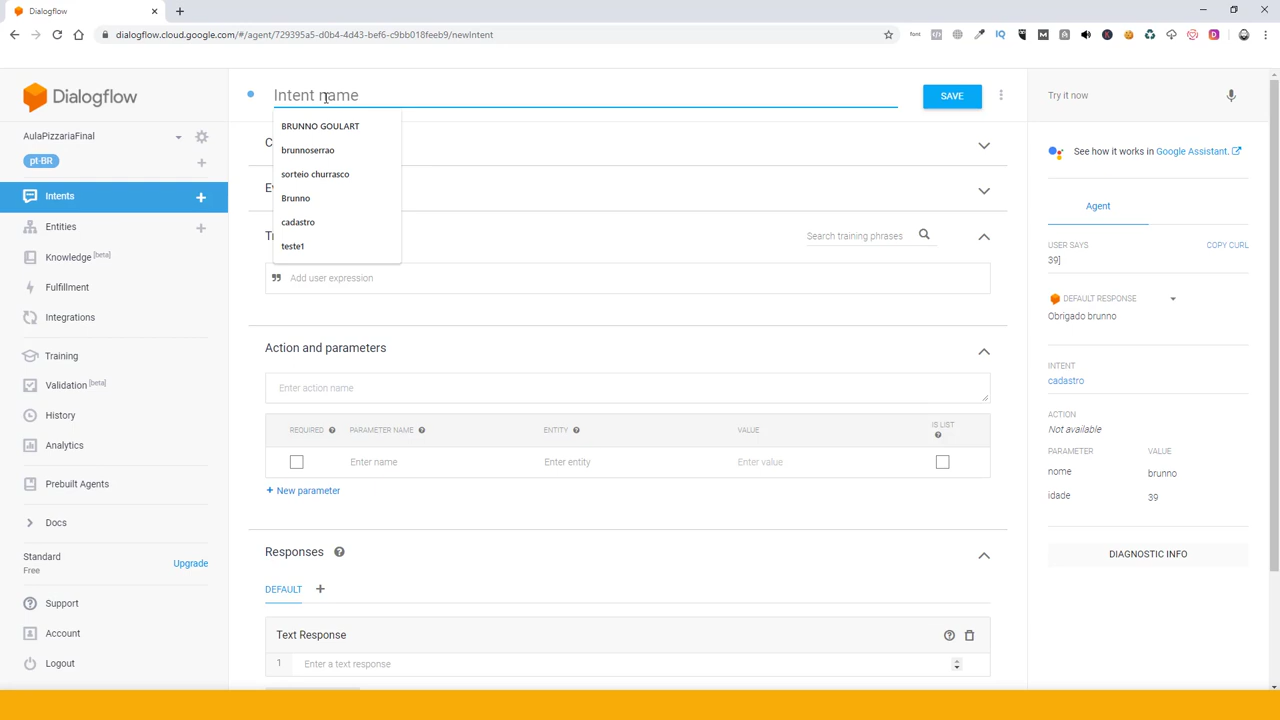 Dialogflow
dialogflow.cloud.google.com/#/agent/729395a5-d0b4-4d43-bef6-c9bb018feeb9/newIntent
Dialogflow
AulaPizzariaFinal
pt-BR
Intents
Entities
Knowledge [beta]
Fulfillment
Integrations
Training
Validation [beta]
History
Analytics
Prebuilt Agents
Docs
Standard
Free
Upgrade
Support
Account
Logout
Intent name
SAVE
BRUNNO GOULART
brunnoserrao
sorteio churrasco
Brunno
cadastro
teste1
Search training phrases
Add user expression
Action and parameters
Enter action name
REQUIRED
PARAMETER NAME
ENTITY
VALUE
IS LIST
Enter name
Enter entity
Enter value
+ New parameter
Responses
DEFAULT
Text Response
1 Enter a text response
Try it now
See how it works in Google Assistant.
Agent
USER SAYS
COPY CURL
39]
DEFAULT RESPONSE
Obrigado brunno
INTENT
cadastro
ACTION
Not available
PARAMETER
VALUE
nome
brunno
idade
39
DIAGNOSTIC INFO